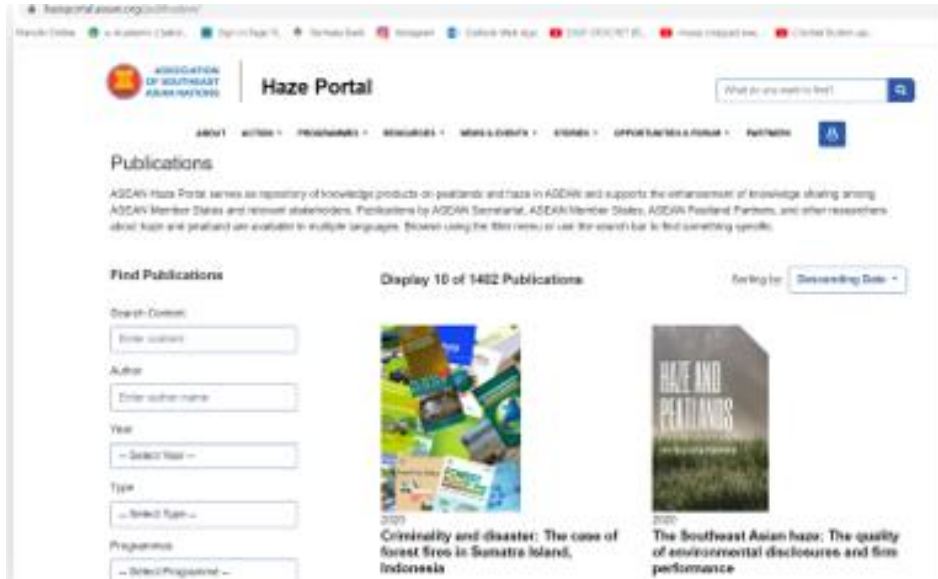 hazeportal.asean.org/publication/
Instagram
ASSOCIATION
OF SOUTHEAST
ASIAN NATIONS
Haze Portal
What do you want to find?
ABOUT ACTION PROGRAMMES RESOURCES NEWS & EVENTS STORIES OPPORTUNITIES & FORUM PARTNERS
Publications
ASEAN Haze Portal serves as repository of knowledge products on peatlands and haze in ASEAN and supports the enhancement of knowledge sharing among
ASEAN Member States and relevant stakeholders. Publications by ASEAN Secretariat, ASEAN Member States, ASEAN Peatland Partners, and other researchers
about haze and peatland are available in multiple languages. Browse using the filter menu or use the search bar to find something specific.
Find Publications
Display 10 of 1402 Publications
Sorting by: Descending Date
Search Content
Enter content
Author
Enter author name
Year
-- Select Year --
Type
-- Select Type --
Programmes
-- Select Programme --
HAZE AND
PEATLANDS
2020
Criminality and disaster: The case of
forest fires in Sumatra Island,
Indonesia
2020
The Southeast Asian haze: The quality
of environmental disclosures and firm
performance